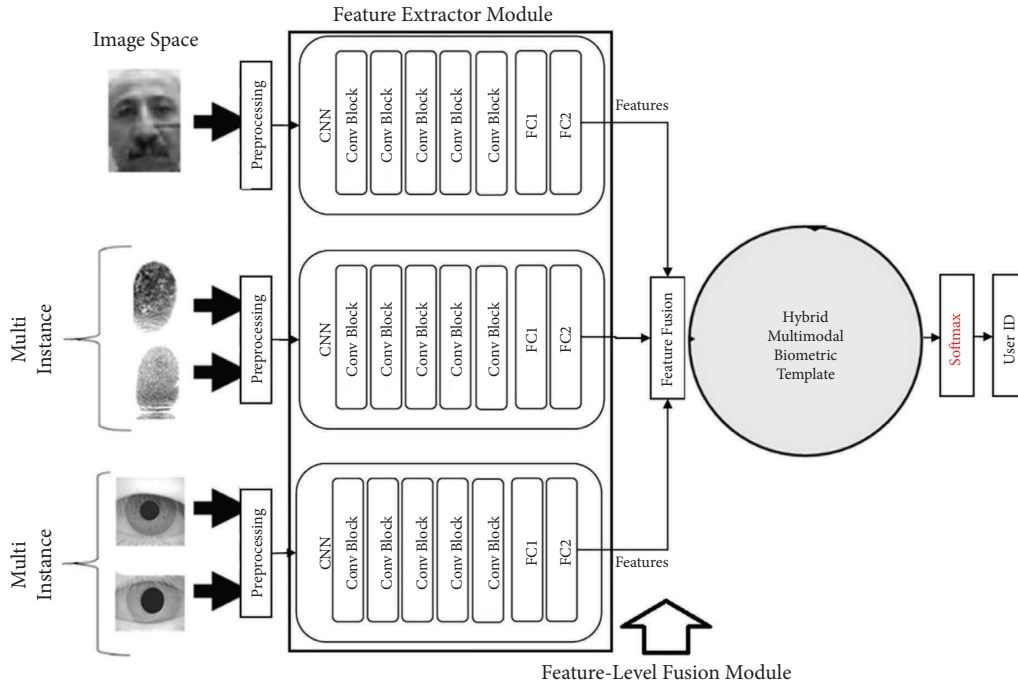 Feature Extractor Module
Image Space
Preprocessing
CNN
Conv Block
Conv Block
Conv Block
Conv Block
Conv Block
FC1
FC2
Features
Multi
Instance
Preprocessing
CNN
Conv Block
Conv Block
Conv Block
Conv Block
Conv Block
FC1
FC2
Feature Fusion
Hybrid
Multimodal
Biometric
Template
Softmax
User ID
Multi
Instance
Preprocessing
CNN
Conv Block
Conv Block
Conv Block
Conv Block
Conv Block
FC1
FC2
Features
Feature-Level Fusion Module